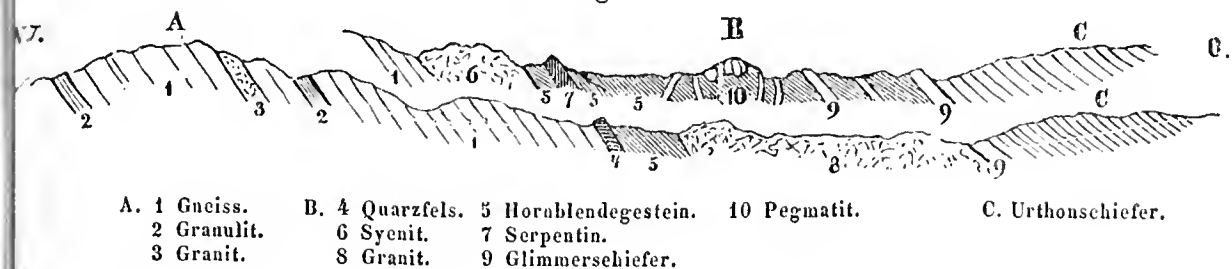 W. A B C O.
1 6 5 7 5 5 10 9 9 C
2 1 3 2 1 4 5 8 9
A. 1 Gneiss. B. 4 Quarzfels. 5 Hornblendegestein. 10 Pegmatit. C. Urthonschiefer.
2 Granulit. 6 Syenit. 7 Serpentin.
3 Granit. 8 Granit. 9 Glimmerschiefer.